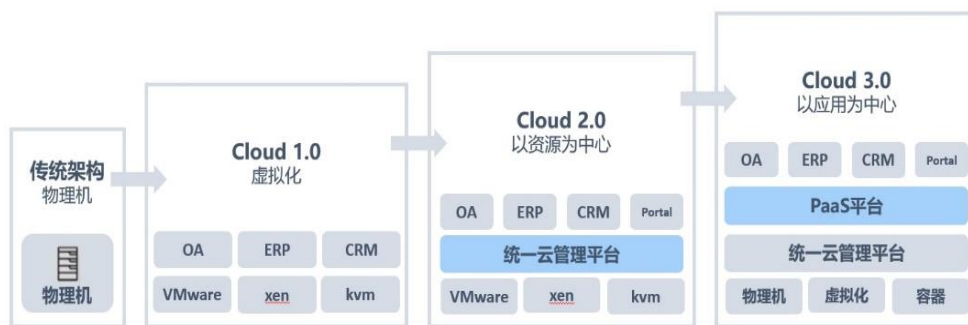 传统架构
物理机
物理机
Cloud 1.0
虚拟化
OA ERP CRM
VMware xen kvm
Cloud 2.0
以资源为中心
OA ERP CRM Portal
统一云管理平台
VMware xen kvm
Cloud 3.0
以应用为中心
OA ERP CRM Portal
PaaS平台
统一云管理平台
物理机 虚拟化 容器